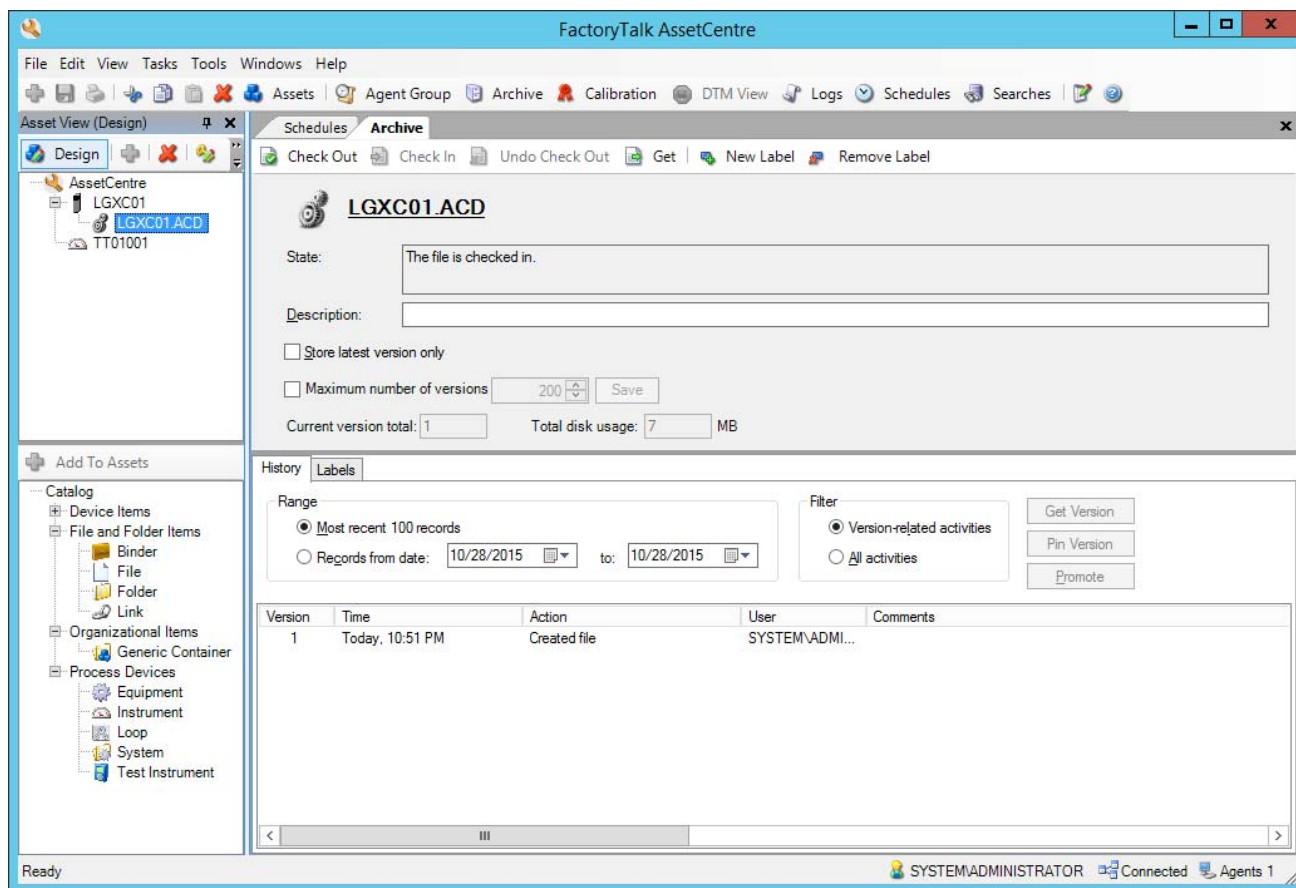 FactoryTalk AssetCentre
File Edit View Tasks Tools Windows Help
Assets Agent Group Archive Calibration DTM View Logs Schedules Searches
Asset View (Design)
Design
AssetCentre
LGXC01
LGXC01.ACD
TT01001
Schedules Archive
Check Out Check In Undo Check Out Get New Label Remove Label
LGXC01.ACD
State: The file is checked in.
Description:
Store latest version only
Maximum number of versions 200 Save
Current version total: 1 Total disk usage: 7 MB
Add To Assets
Catalog
Device Items
File and Folder Items
Binder
File
Folder
Link
Organizational Items
Generic Container
Process Devices
Equipment
Instrument
Loop
System
Test Instrument
History Labels
Range
Most recent 100 records
Records from date: 10/28/2015 to: 10/28/2015
Filter
Version-related activities
All activities
Get Version
Pin Version
Promote
Version Time Action User Comments
1 Today, 10:51 PM Created file SYSTEM\ADMI...
Ready SYSTEM\ADMINISTRATOR Connected Agents 1